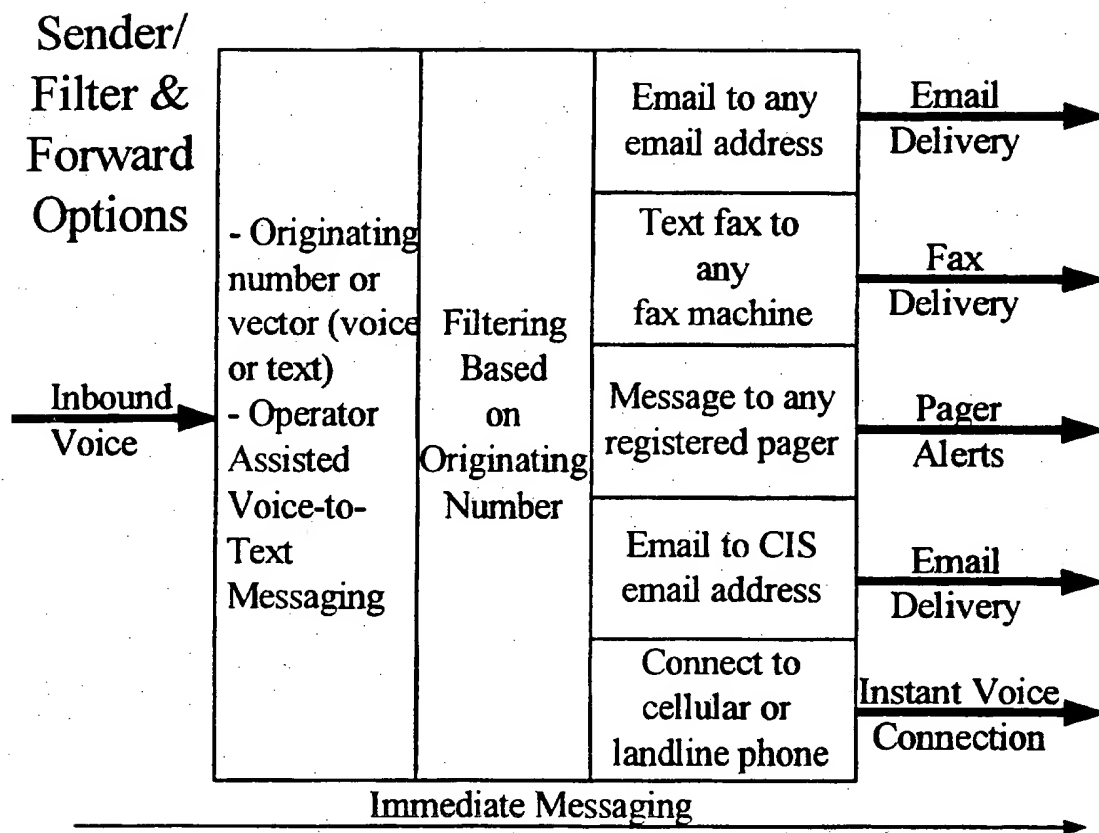 Sender/
Filter &
Forward
Options
Inbound
Voice
- Originating
number or
vector (voice
or text)
- Operator
Assisted
Voice-to-
Text
Messaging
Filtering
Based
on
Originating
Number
Email to any
email address
Text fax to
any
fax machine
Message to any
registered pager
Email to CIS
email address
Connect to
cellular or
landline phone
Email
Delivery
Fax
Delivery
Pager
Alerts
Email
Delivery
Instant Voice
Connection
Immediate Messaging